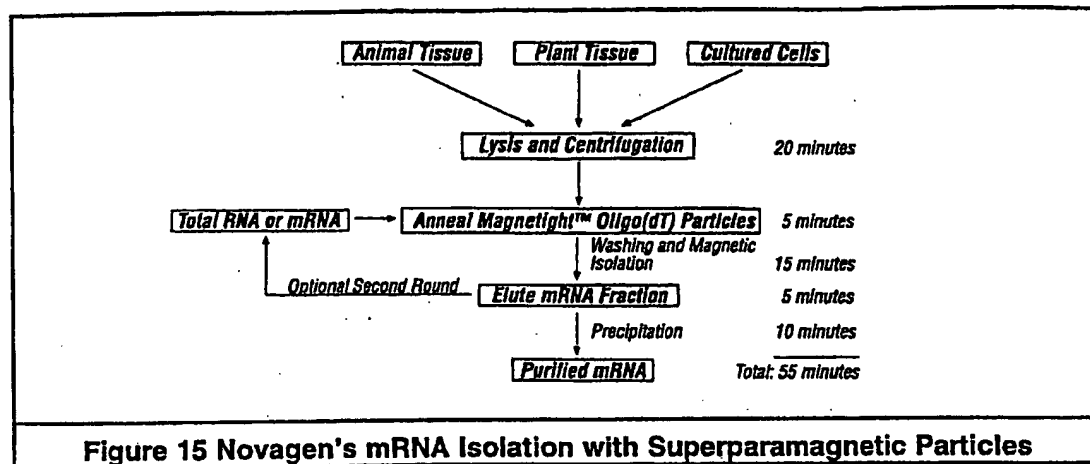 Animal Tissue Plant Tissue Cultured Cells
Lysis and Centrifugation 20 minutes
Total RNA or mRNA Anneal Magnetight™ Oligo(dT) Particles 5 minutes
Washing and Magnetic
Isolation 15 minutes
Optional Second Round Elute mRNA Fraction 5 minutes
Precipitation 10 minutes
Purified mRNA Total: 55 minutes
Figure 15 Novagen's mRNA Isolation with Superparamagnetic Particles